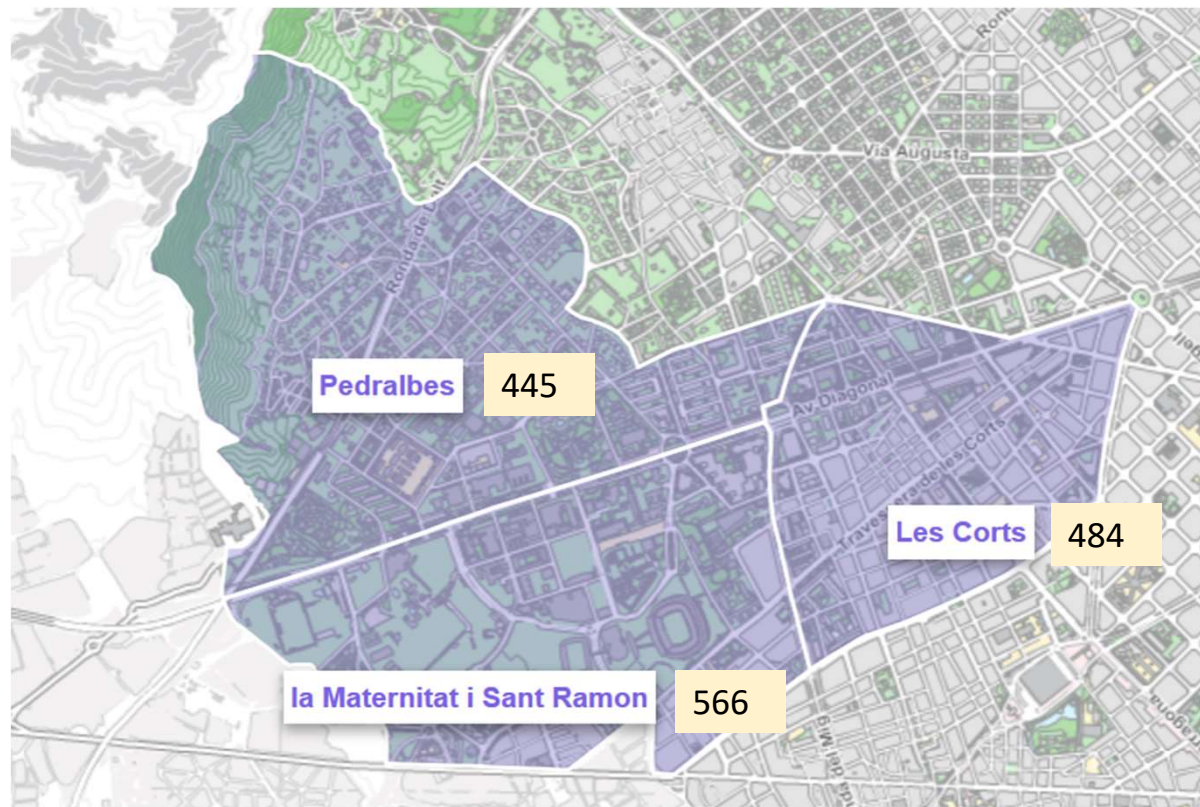 Via Augusta
Pedralbes
445
Av. Diagonal
Travessera de les Corts
Les Corts
484
la Maternitat i Sant Ramon
566